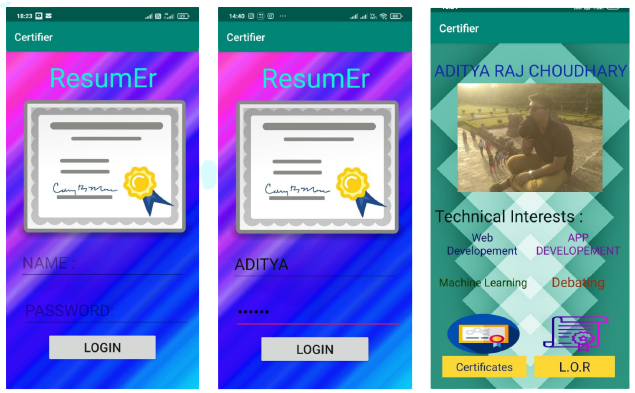 18:23
Certifier
ResumEr
NAME :
PASSWORD:
LOGIN
14:40
Certifier
ResumEr
ADITYA
••••••
LOGIN
Certifier
ADITYA RAJ CHOUDHARY
Technical Interests :
Web
Developement
APP
DEVELOPEMENT
Machine Learning
Debating
Certificates
L.O.R